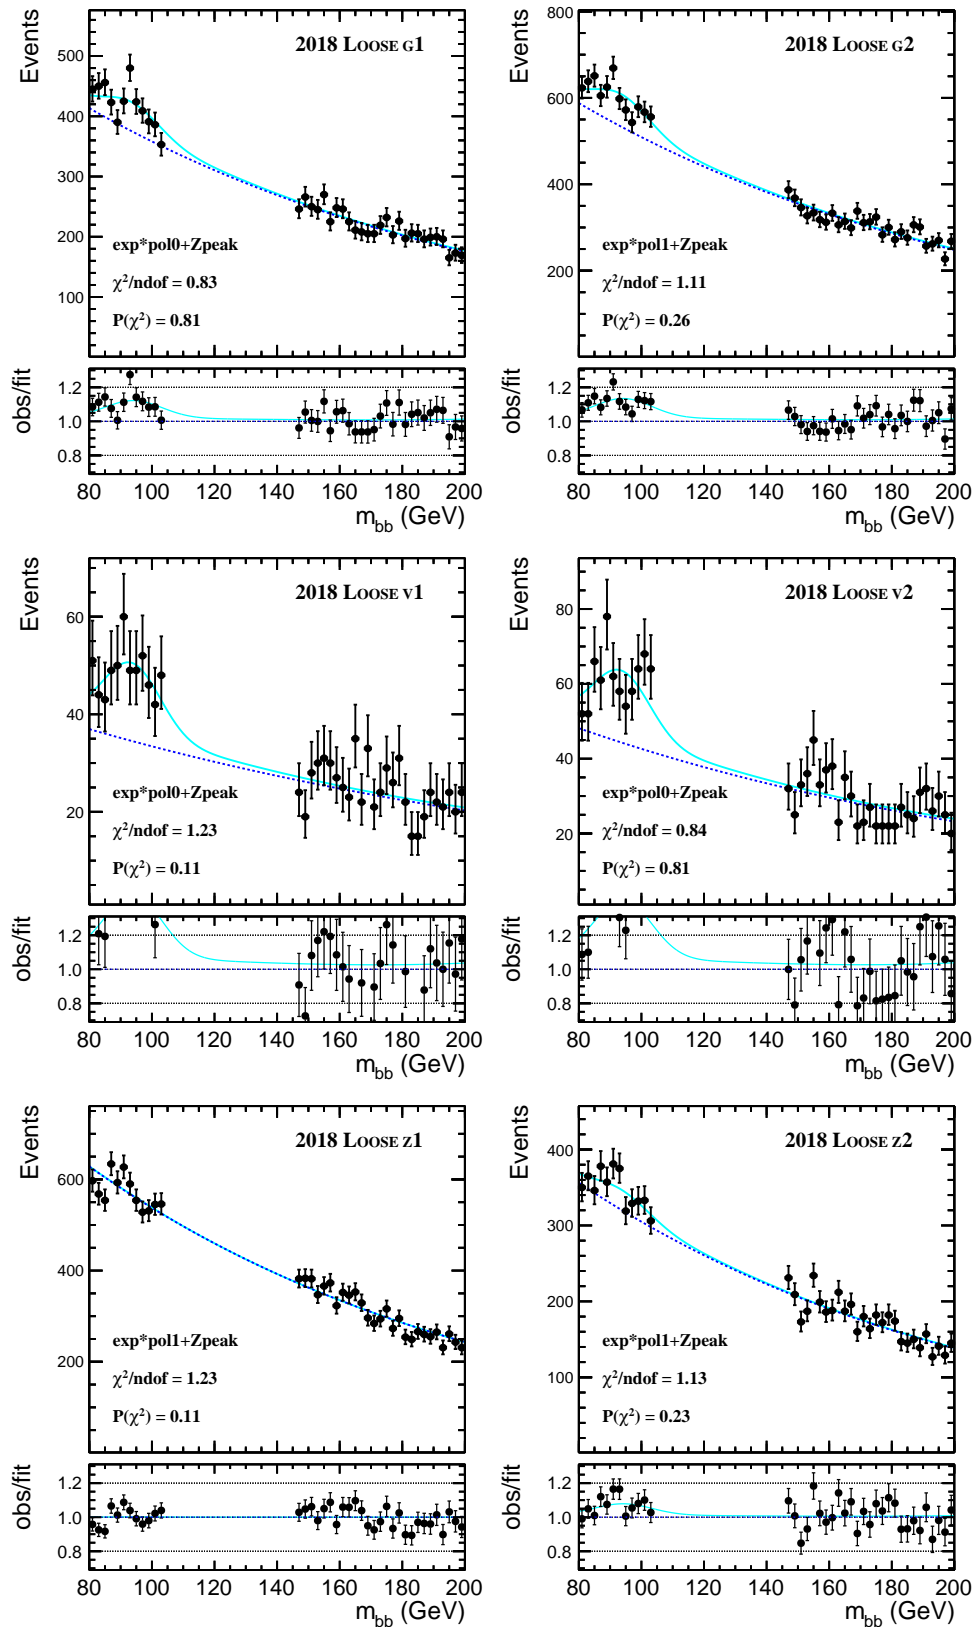 Events
2018 LOOSE G1
500
400
300
200
100
exp*pol0+Zpeak
χ²/ndof = 0.83
P(χ²) = 0.81
obs/fit
1.2
1.0
0.8
80 100 120 140 160 180 200
m_bb (GeV)
Events
2018 LOOSE G2
800
600
400
200
exp*pol1+Zpeak
χ²/ndof = 1.11
P(χ²) = 0.26
obs/fit
1.2
1.0
0.8
80 100 120 140 160 180 200
m_bb (GeV)
Events
2018 LOOSE V1
60
40
20
exp*pol0+Zpeak
χ²/ndof = 1.23
P(χ²) = 0.11
obs/fit
1.2
1.0
0.8
80 100 120 140 160 180 200
m_bb (GeV)
Events
2018 LOOSE V2
80
60
40
20
exp*pol0+Zpeak
χ²/ndof = 0.84
P(χ²) = 0.81
obs/fit
1.2
1.0
0.8
80 100 120 140 160 180 200
m_bb (GeV)
Events
2018 LOOSE Z1
600
400
200
exp*pol1+Zpeak
χ²/ndof = 1.23
P(χ²) = 0.11
obs/fit
1.2
1.0
0.8
80 100 120 140 160 180 200
m_bb (GeV)
Events
2018 LOOSE Z2
400
300
200
100
exp*pol1+Zpeak
χ²/ndof = 1.13
P(χ²) = 0.23
obs/fit
1.2
1.0
0.8
80 100 120 140 160 180 200
m_bb (GeV)